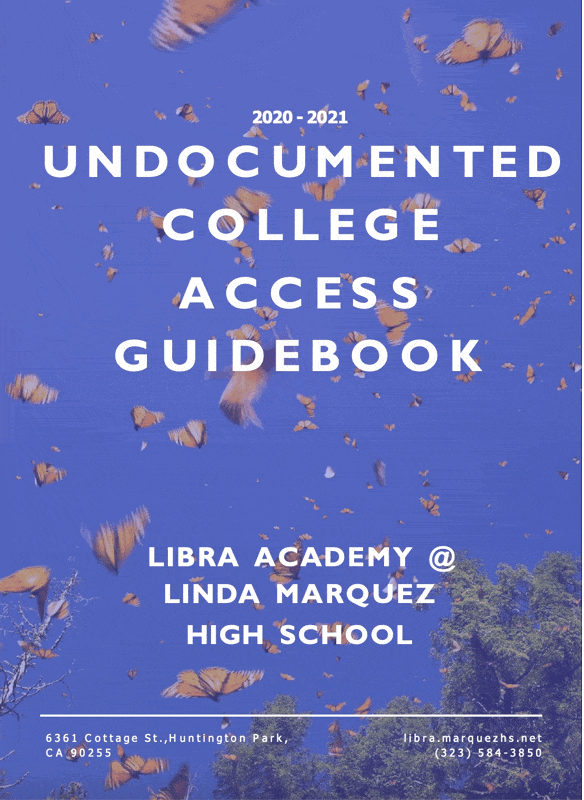 2020 - 2021
UNDOCUMENTED
COLLEGE
ACCESS
GUIDEBOOK
LIBRA ACADEMY @
LINDA MARQUEZ
HIGH SCHOOL
6361 Cottage St.,Huntington Park,
CA 90255
libra.marquezhs.net
(323) 584-3850